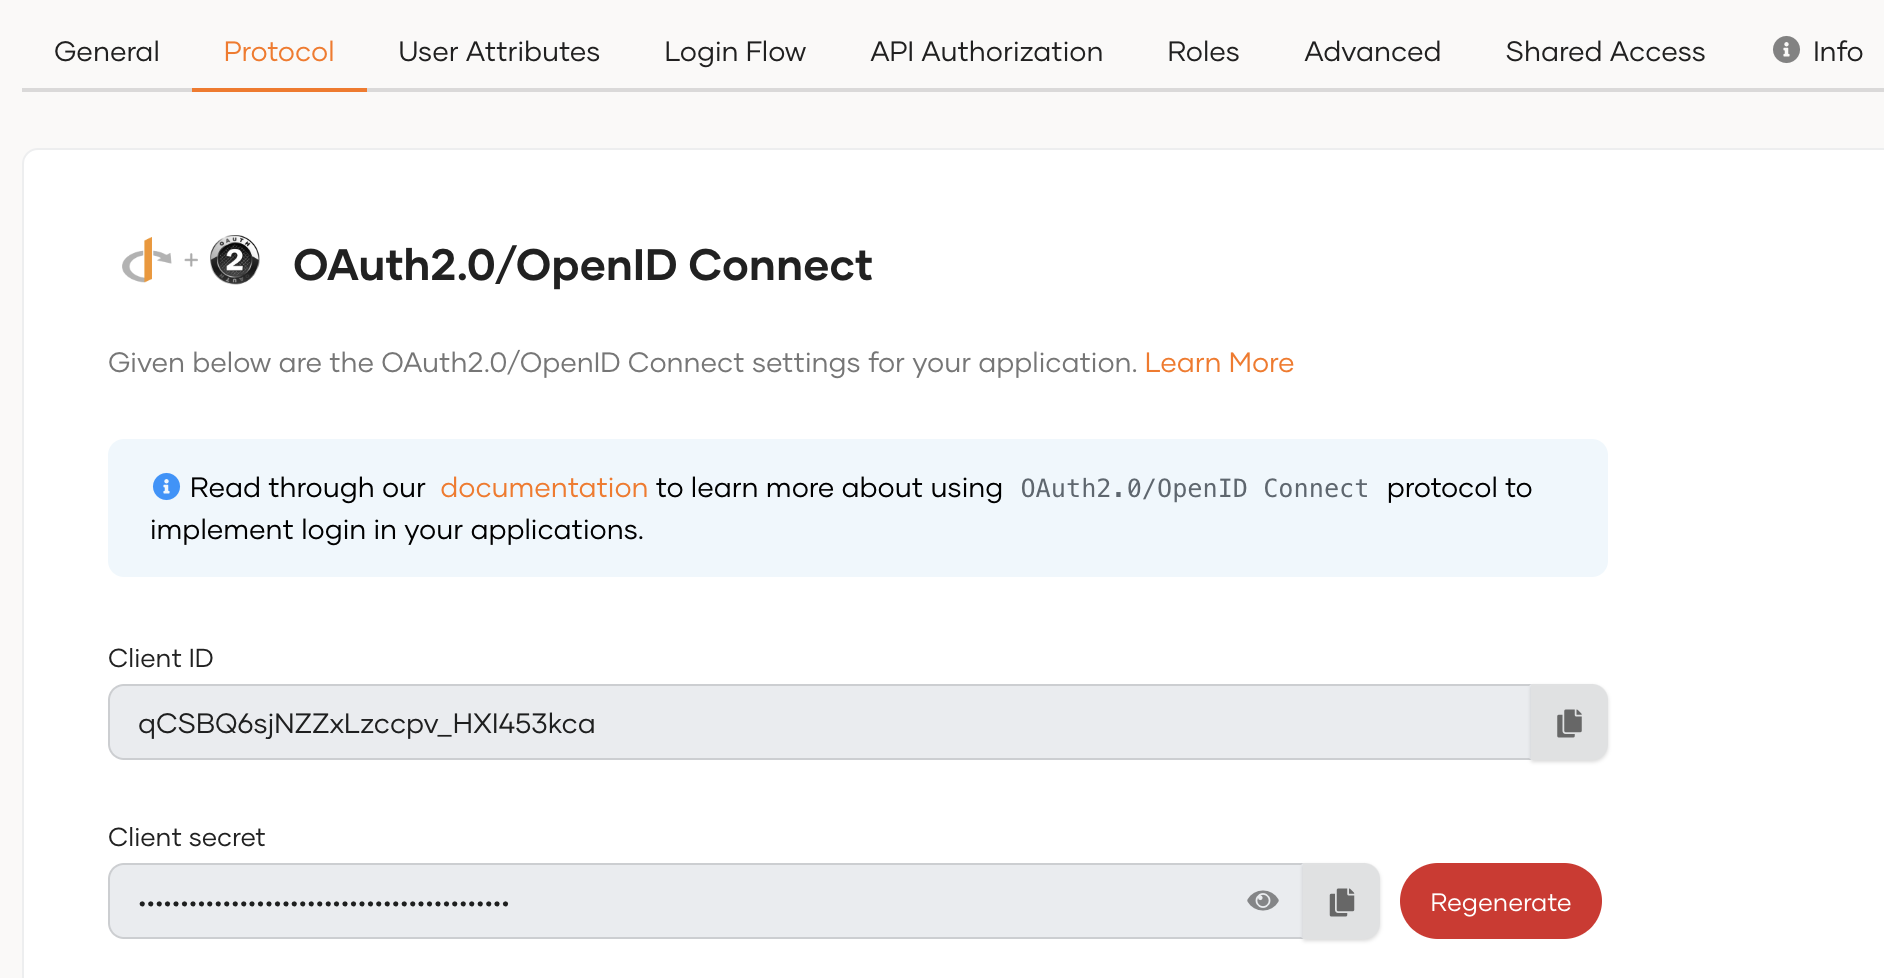 General Protocol User Attributes Login Flow API Authorization Roles Advanced Shared Access Info
OAuth2.0/OpenID Connect
Given below are the OAuth2.0/OpenID Connect settings for your application. Learn More
Read through our documentation to learn more about using OAuth2.0/OpenID Connect protocol to
implement login in your applications.
Client ID
qCSBQ6sjNZZxLzccpv_HXI453kca
Client secret
Regenerate